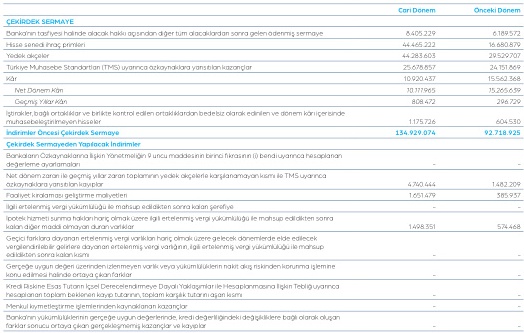 Cari Dönem Önceki Dönem
ÇEKİRDEK SERMAYE
Banka'nın tasfiyesi halinde alacak hakkı açısından diğer tüm alacaklardan sonra gelen ödenmiş sermaye 8.405.229 6.189.572
Hisse senedi ihraç primleri 44.465.222 16.680.879
Yedek akçeler 44.283.603 29.529.707
Türkiye Muhasebe Standartları (TMS) uyarınca özkaynaklara yansıtılan kazançlar 25.678.857 24.151.869
Kâr 10.920.437 15.562.368
Net Dönem Kârı 10.111.965 15.265.639
Geçmiş Yıllar Kârı 808.472 296.729
İştirakler, bağlı ortaklıklar ve birlikte kontrol edilen ortaklıklardan bedelsiz olarak edinilen ve dönem kârı içerisinde
muhasebeleştirilmeyen hisseler 1.175.726 604.530
İndirimler Öncesi Çekirdek Sermaye 134.929.074 92.718.925
Çekirdek Sermayeden Yapılacak İndirimler
Bankaların Özkaynaklarına İlişkin Yönetmeliğin 9 uncu maddesinin birinci fıkrasının (i) bendi uyarınca hesaplanan
değerleme ayarlamaları - -
Net dönem zararı ile geçmiş yıllar zararı toplamının yedek akçelerle karşılanamayan kısmı ile TMS uyarınca
özkaynaklara yansıtılan kayıplar 4.740.444 1.482.209
Faaliyet kiralaması geliştirme maliyetleri 1.651.479 385.937
İlgili ertelenmiş vergi yükümlülüğü ile mahsup edildikten sonra kalan şerefiye - -
İpotek hizmeti sunma hakları hariç olmak üzere ilgili ertelenmiş vergi yükümlülüğü ile mahsup edildikten sonra
kalan diğer maddi olmayan duran varlıklar 1.498.351 574.468
Geçici farklara dayanan ertelenmiş vergi varlıkları hariç olmak üzere gelecek dönemlerde elde edilecek
vergilendirilebilir gelirlere dayanan ertelenmiş vergi varlığının, ilgili ertelenmiş vergi yükümlülüğü ile mahsup
edildikten sonra kalan kısmı - -
Gerçeğe uygun değeri üzerinden izlenmeyen varlık veya yükümlülüklerin nakit akış riskinden korunma işlemine
konu edilmesi halinde ortaya çıkan farklar - -
Kredi Riskine Esas Tutarın İçsel Derecelendirmeye Dayalı Yaklaşımlar ile Hesaplanmasına İlişkin Tebliğ uyarınca
hesaplanan toplam beklenen kayıp tutarının, toplam karşılık tutarını aşan kısmı - -
Menkul kıymetleştirme işlemlerinden kaynaklanan kazançlar - -
Banka'nın yükümlülüklerinin gerçeğe uygun değerlerinde, kredi değerliliğindeki değişikliklere bağlı olarak oluşan
farklar sonucu ortaya çıkan gerçekleşmemiş kazançlar ve kayıplar - -